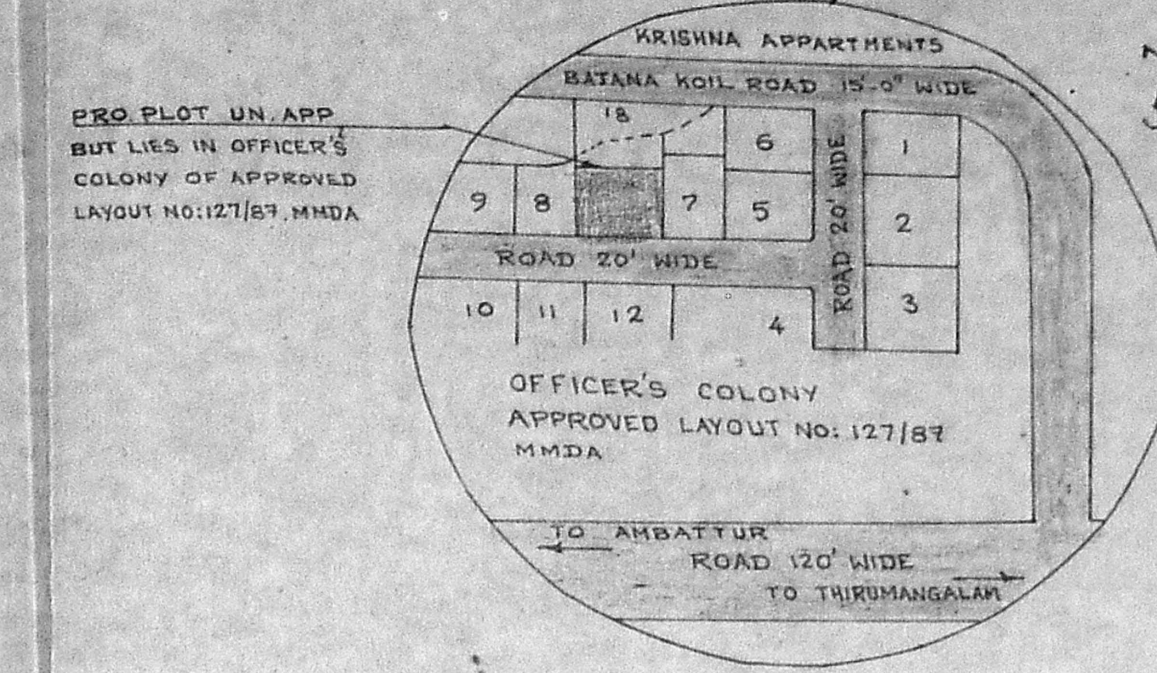 KRISHNA APPARTMENTS
BATANA KOIL ROAD 15'-0" WIDE
PRO. PLOT UN. APP
BUT LIES IN OFFICER'S
COLONY OF APPROVED
LAYOUT NO:127/87. MMDA
18
6
1
9
8
7
5
2
ROAD 20' WIDE
ROAD 20' WIDE
10
11
12
4
3
OFFICER'S COLONY
APPROVED LAYOUT NO: 127/87
MMDA
TO AMBATTUR
ROAD 120' WIDE
TO THIRUMANGALAM